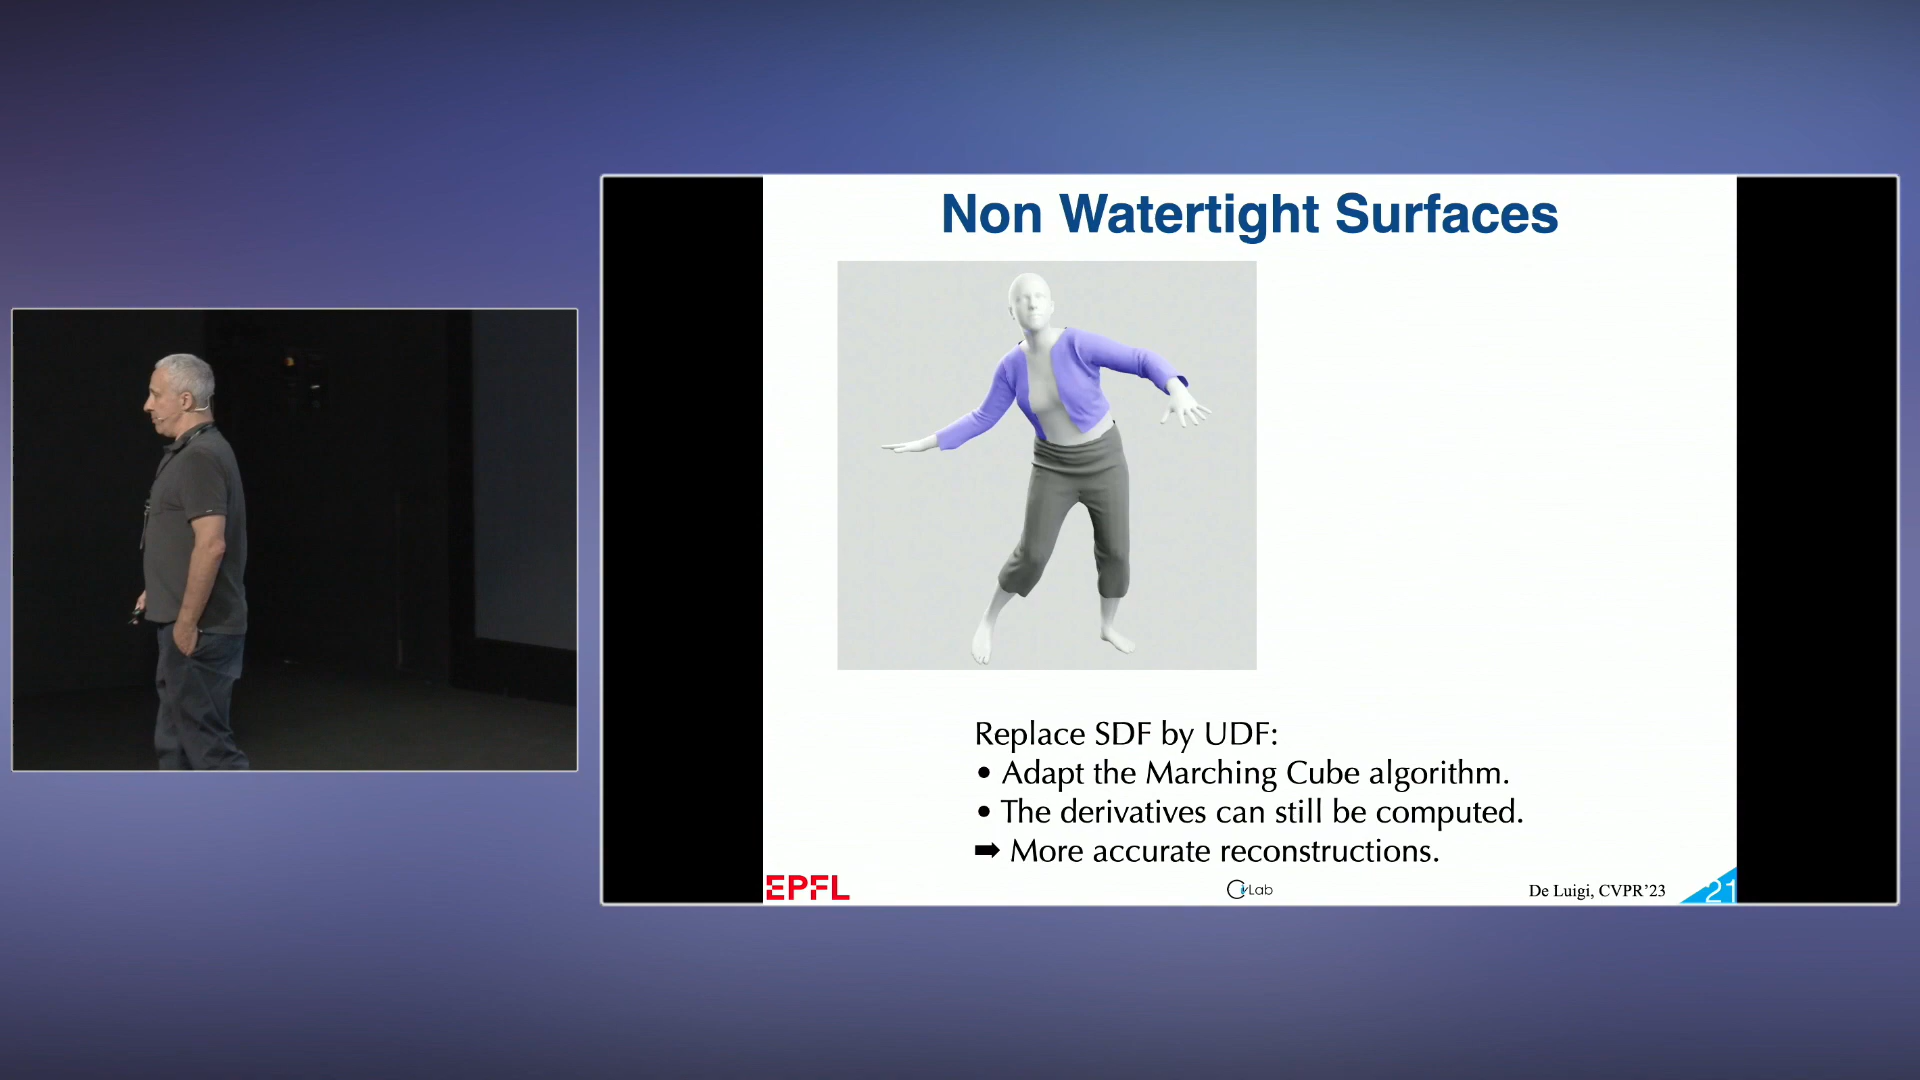 Non Watertight Surfaces
Replace SDF by UDF:
• Adapt the Marching Cube algorithm.
• The derivatives can still be computed.
➡ More accurate reconstructions.
EPFL
CVLab
De Luigi, CVPR'23
21